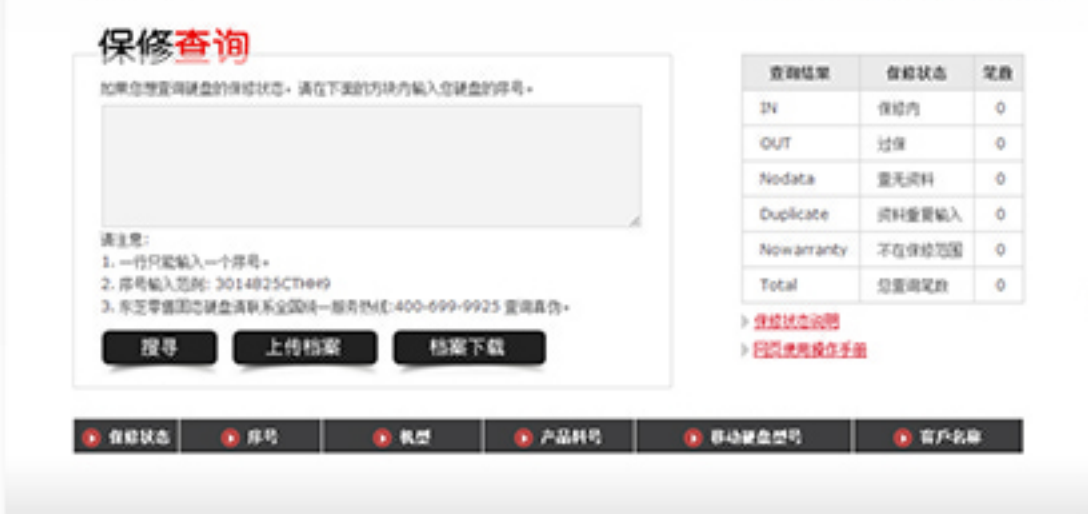 保修查询
如果您想查询硬盘的保修状态，请在下面的方块内输入您硬盘的序号。
请注意：
1. 一行只能输入一个序号。
2. 序号输入范例: 3014B25CTHH9
3. 东芝零售固态硬盘请联系全国统一服务热线:400-699-9925 查询真伪。
搜寻 上传档案 档案下载
查询结果 保修状态 笔数
IN 保修内 0
OUT 过保 0
Nodata 查无资料 0
Duplicate 资料重复输入 0
Nowarranty 不在保修范围 0
Total 总查询笔数 0
保修状态说明
网页使用操作手册
保修状态 序号 机型 产品料号 移动硬盘型号 客户名称